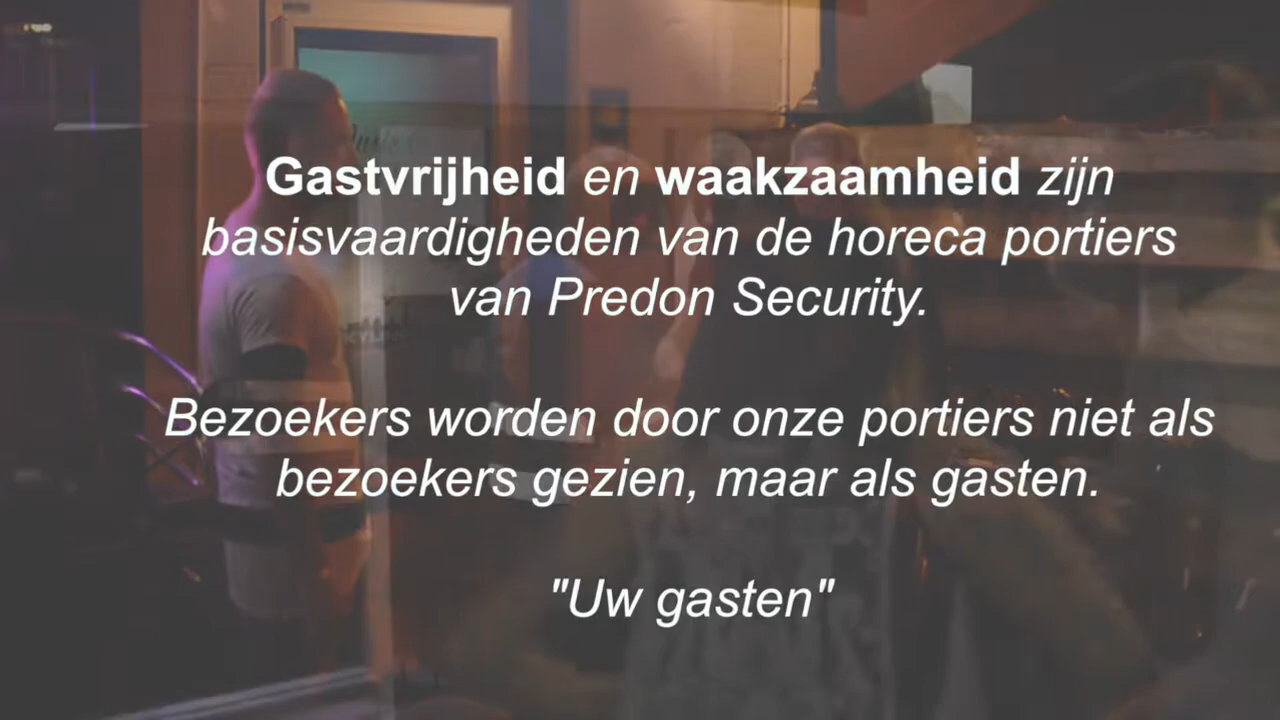 Gastvrijheid en waakzaamheid zijn
basisvaardigheden van de horeca portiers
van Predon Security.
Bezoekers worden door onze portiers niet als
bezoekers gezien, maar als gasten.
"Uw gasten"